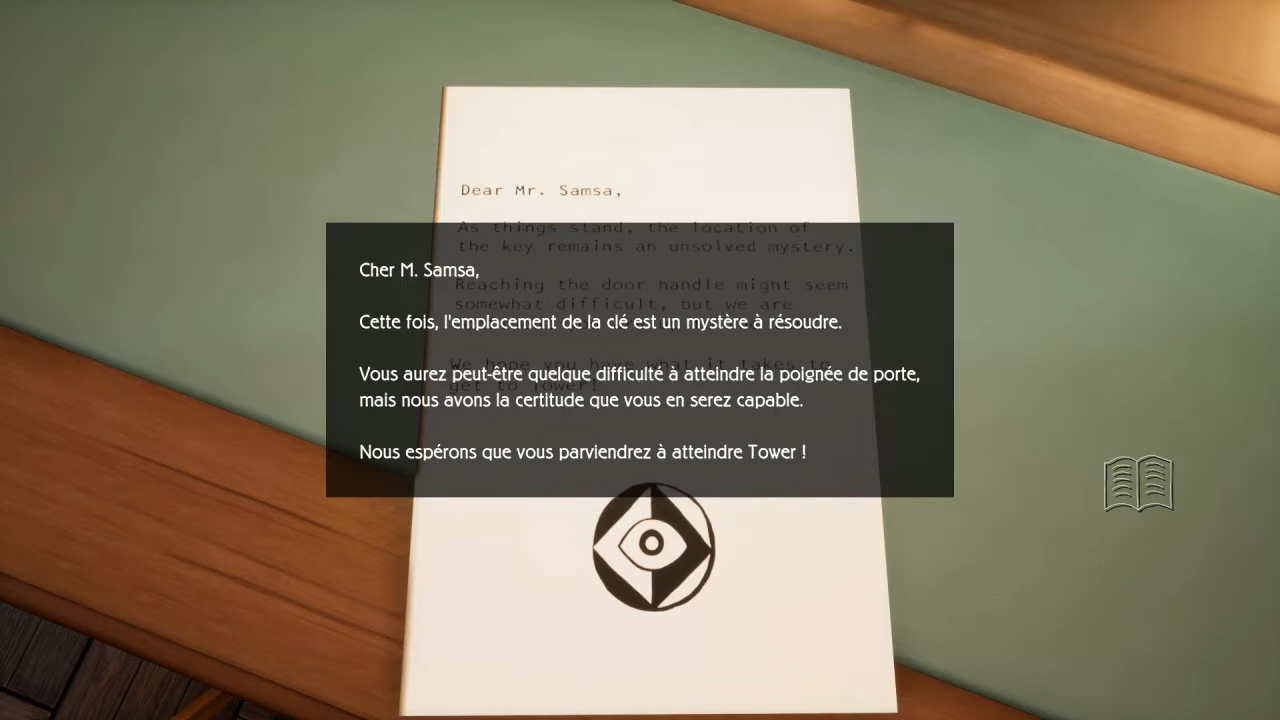 Dear Mr. Samsa,
As things stand, the location of
the key remains an unsolved mystery.
Reaching the door handle might seem
somewhat difficult, but we are
We hope you have what it takes to
get to Tower!
Cher M. Samsa,
Cette fois, l'emplacement de la clé est un mystère à résoudre.
Vous aurez peut-être quelque difficulté à atteindre la poignée de porte,
mais nous avons la certitude que vous en serez capable.
Nous espérons que vous parviendrez à atteindre Tower !